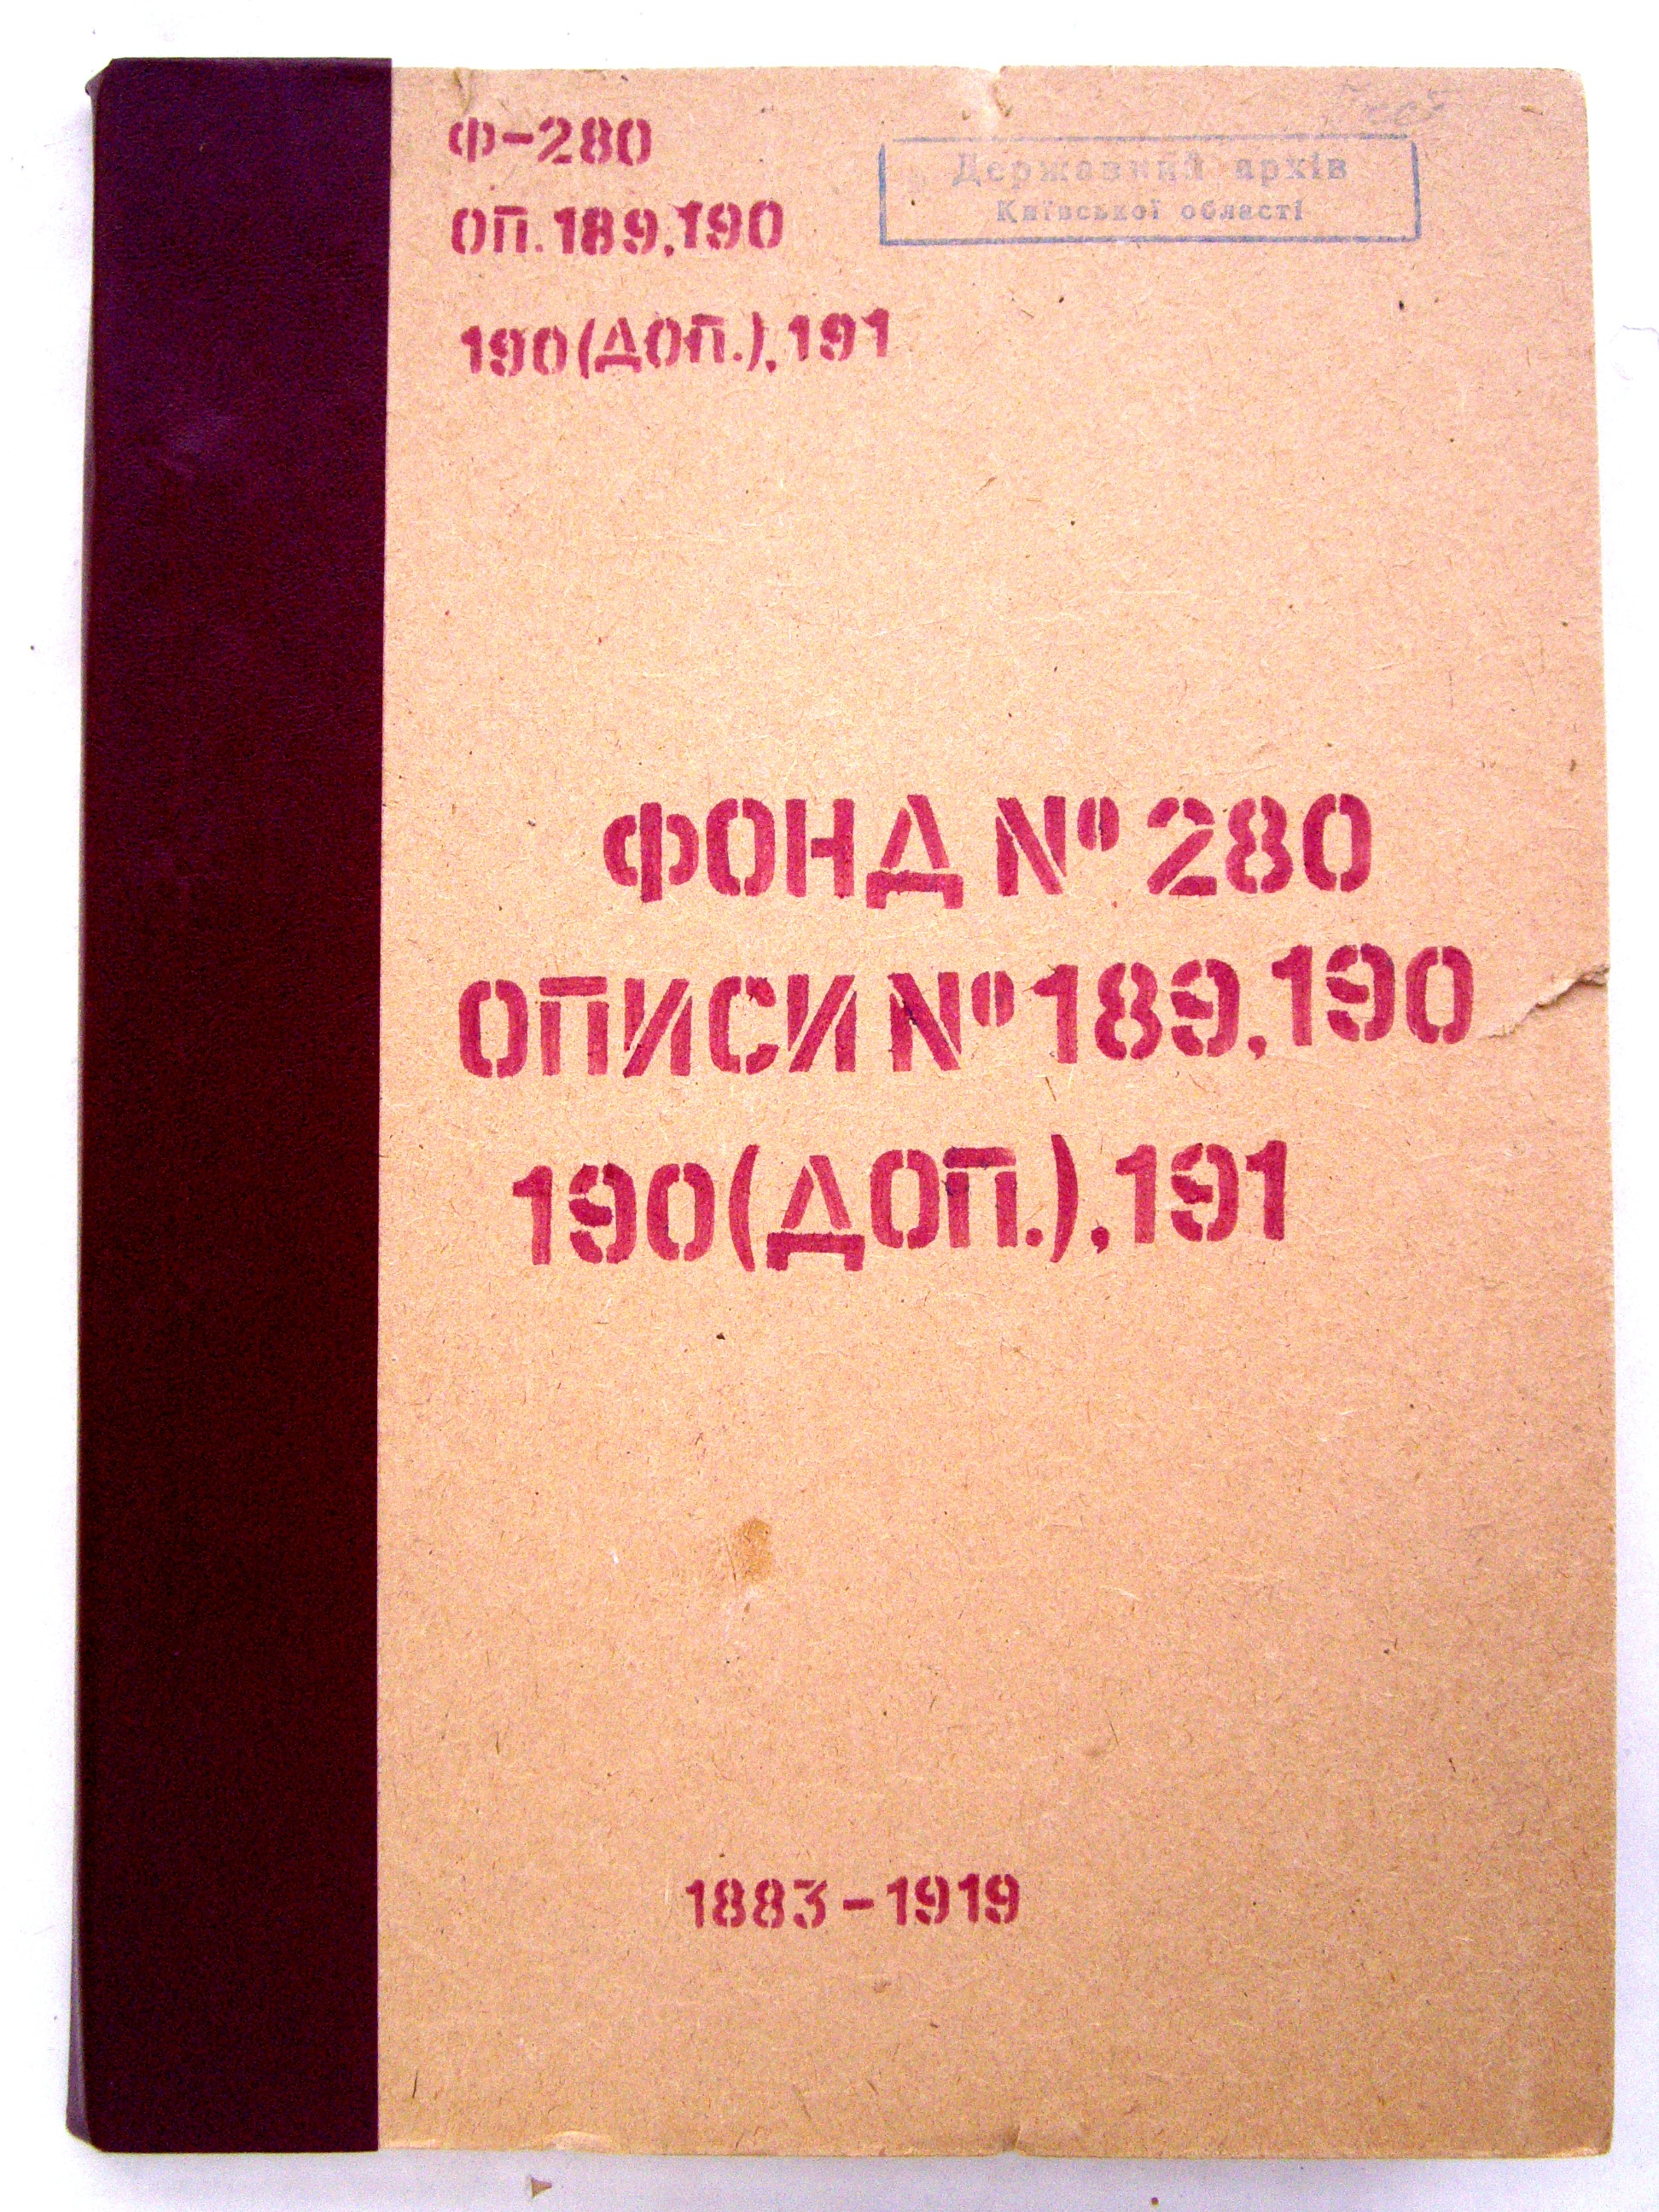 Ф-280
ОП.189,190
190(ДОП.),191
Державний архів
Київської області
ФОНД № 280
ОПИСИ № 189,190
190(ДОП.),191
1883-1919